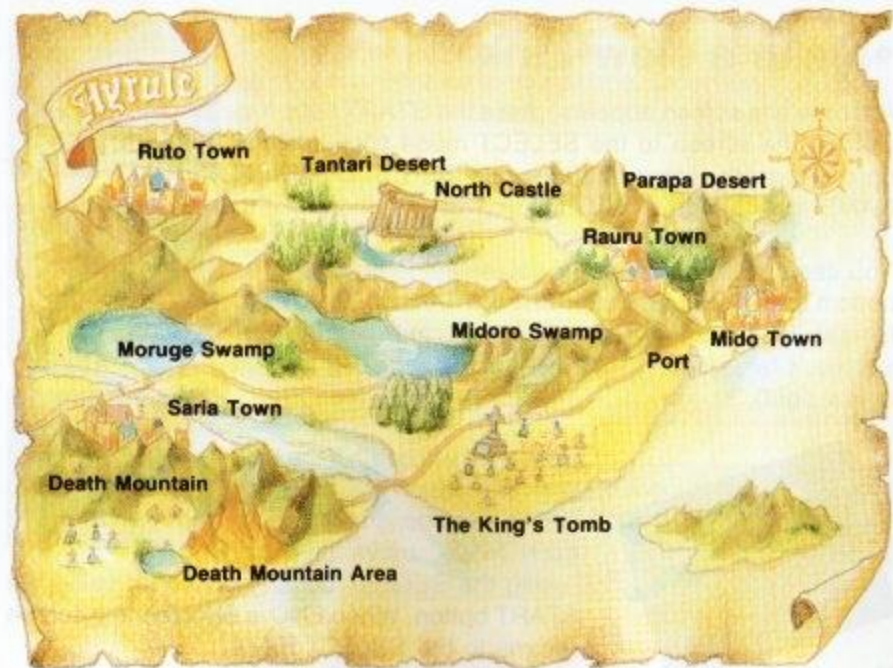 Hyrule
Ruto Town
Tantari Desert
North Castle
Parapa Desert
Rauru Town
Midoro Swamp
Mido Town
Moruge Swamp
Port
Saria Town
Death Mountain
The King's Tomb
Death Mountain Area